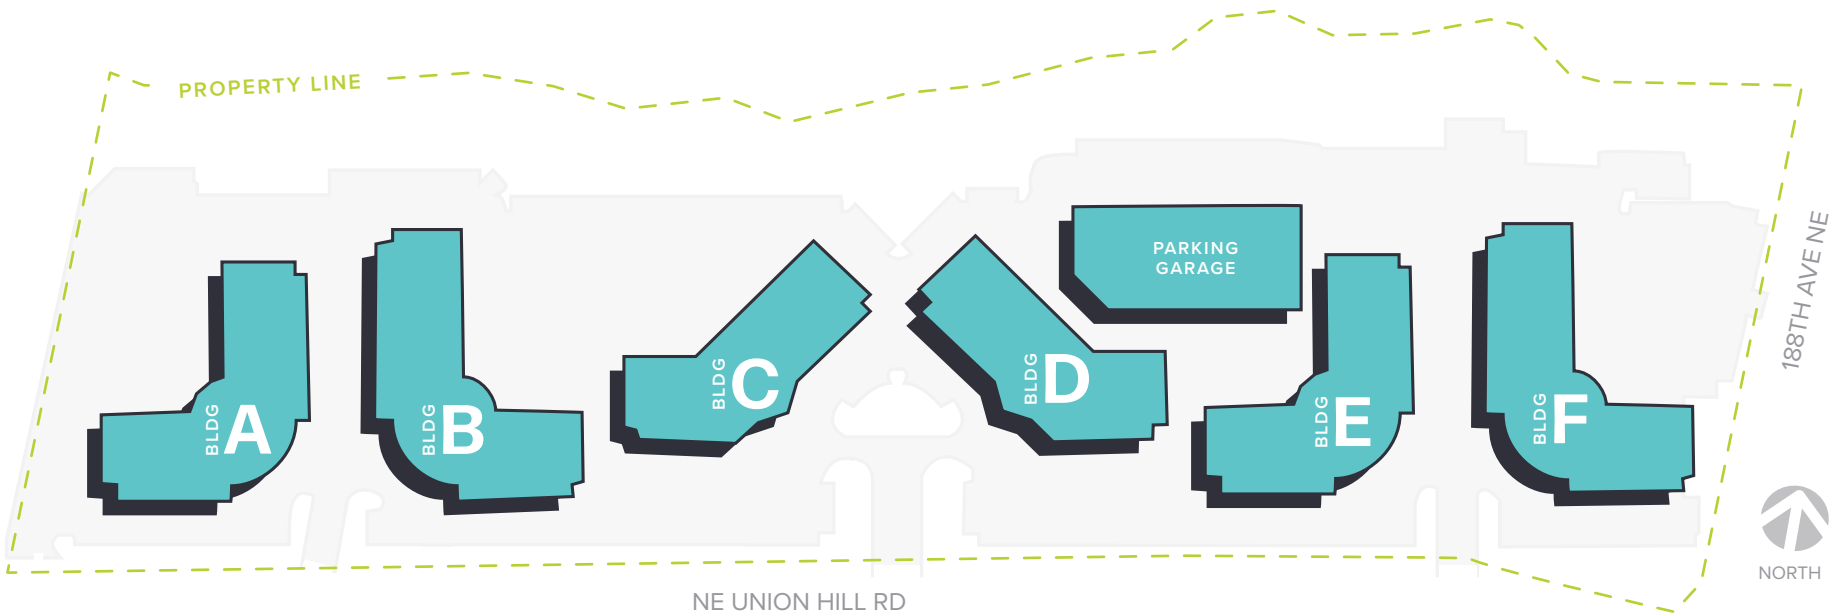 PROPERTY LINE
PARKING
GARAGE
188TH AVE NE
BLDG A
BLDG B
BLDG C
BLDG D
BLDG E
BLDG F
NORTH
NE UNION HILL RD